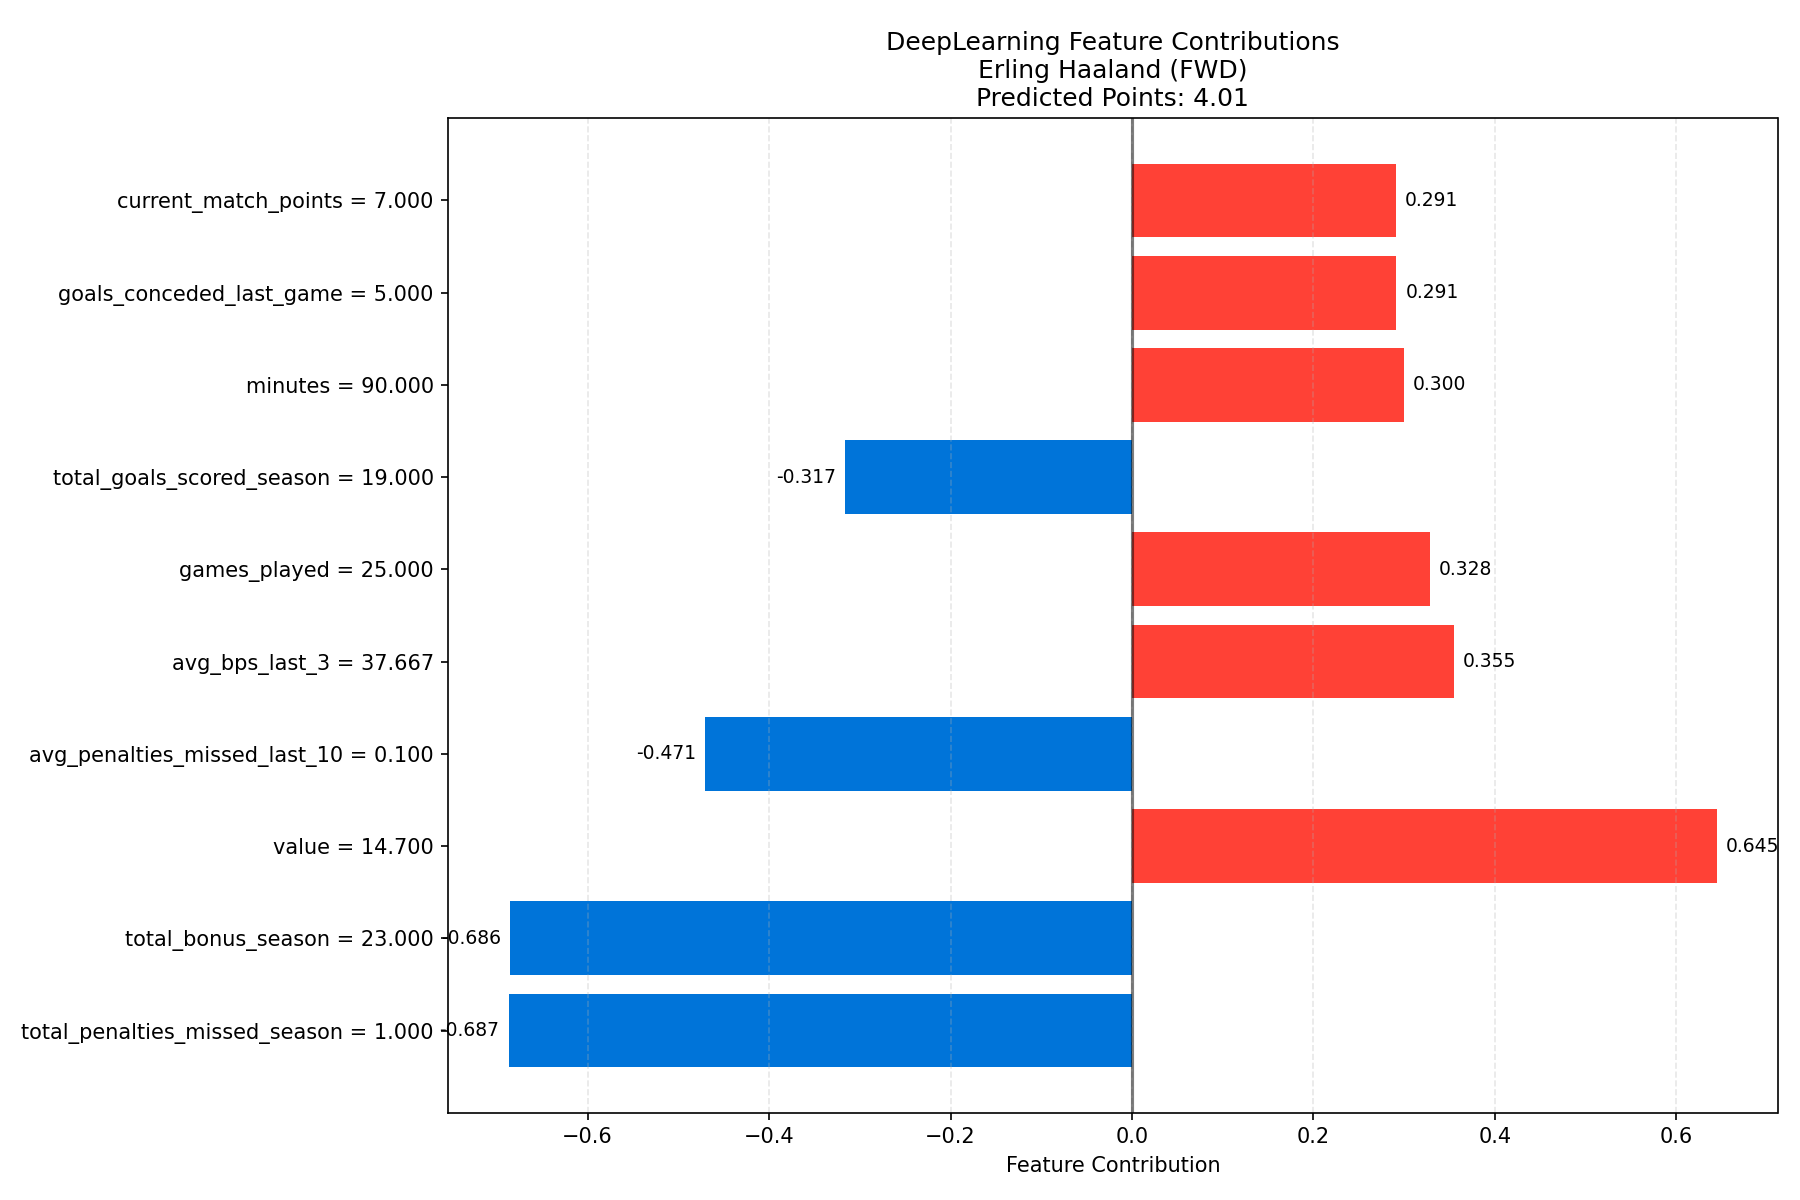 DeepLearning Feature Contributions
Erling Haaland (FWD)
Predicted Points: 4.01
current_match_points = 7.000
0.291
goals_conceded_last_game = 5.000
0.291
minutes = 90.000
0.300
total_goals_scored_season = 19.000
-0.317
games_played = 25.000
0.328
avg_bps_last_3 = 37.667
0.355
avg_penalties_missed_last_10 = 0.100
-0.471
value = 14.700
0.645
total_bonus_season = 23.000
-0.686
total_penalties_missed_season = 1.000
-0.687
−0.6
−0.4
−0.2
0.0
0.2
0.4
0.6
Feature Contribution